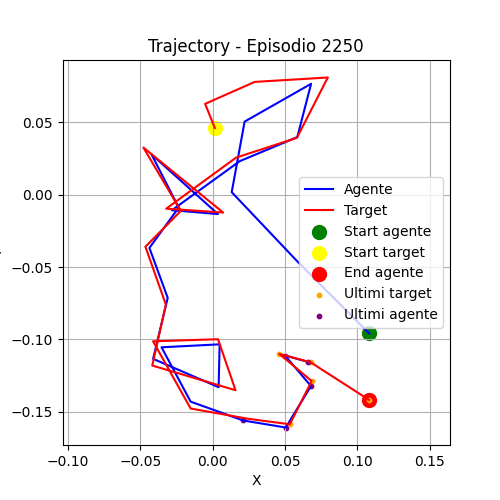 Trajectory - Episodio 2250
0.05
0.00
−0.05
−0.10
−0.15
−0.10
−0.05
0.00
0.05
0.10
0.15
X
Agente
Target
Start agente
Start target
End agente
Ultimi target
Ultimi agente